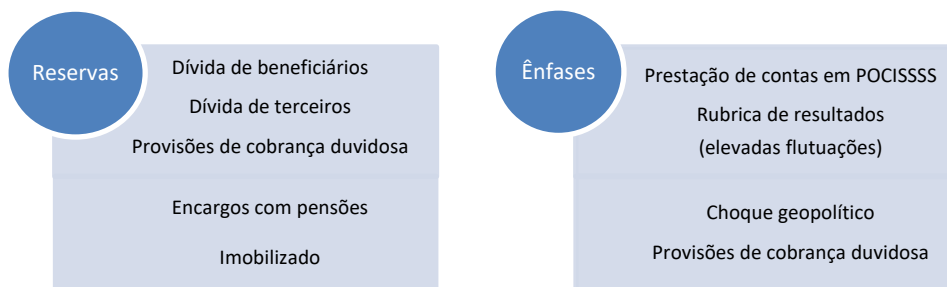 Reservas
Dívida de beneficiários
Dívida de terceiros
Provisões de cobrança duvidosa
Encargos com pensões
Imobilizado
Ênfases
Prestação de contas em POCISSSS
Rubrica de resultados
(elevadas flutuações)
Choque geopolítico
Provisões de cobrança duvidosa